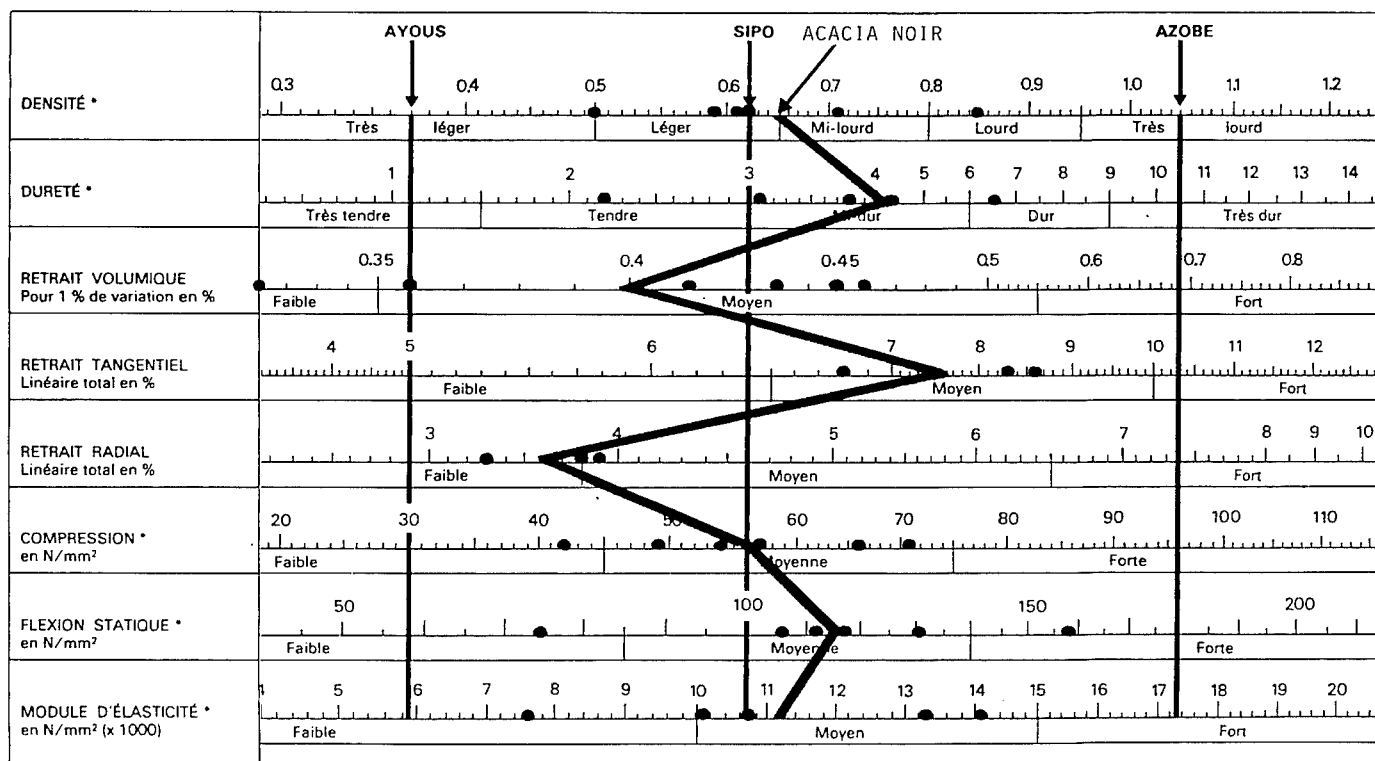 AYOUS SIPO ACACIA NOIR AZOBE
0.3 0,4 0.5 0.6 0.7 0.8 0.9 1.0 1.1 1.2
DENSITÉ *
Très léger Léger Mi-lourd Lourd Très lourd
1 2 3 4 5 6 7 8 9 10 11 12 13 14
DURETÉ *
Très tendre Tendre dur Dur Très dur
0.35 0.4 0.45 0.5 0.6 0.7 0.8
RETRAIT VOLUMIQUE
Pour 1 % de variation en %
Faible Moyen Fort
4 5 6 7 8 9 10 11 12
RETRAIT TANGENTIEL
Linéaire total en %
Faible Moyen Fort
3 4 5 6 7 8 9 10
RETRAIT RADIAL
Linéaire total en %
Faible Moyen Fort
20 30 40 50 60 70 80 90 100 110
COMPRESSION *
en N/mm²
Faible Moyenne Forte
50 100 150 200
FLEXION STATIQUE *
en N/mm²
Faible Moyenne Forte
4 5 6 7 8 9 10 11 12 13 14 15 16 17 18 19 20
MODULE D'ÉLASTICITÉ *
en N/mm² (x 1000)
Faible Moyen Fort